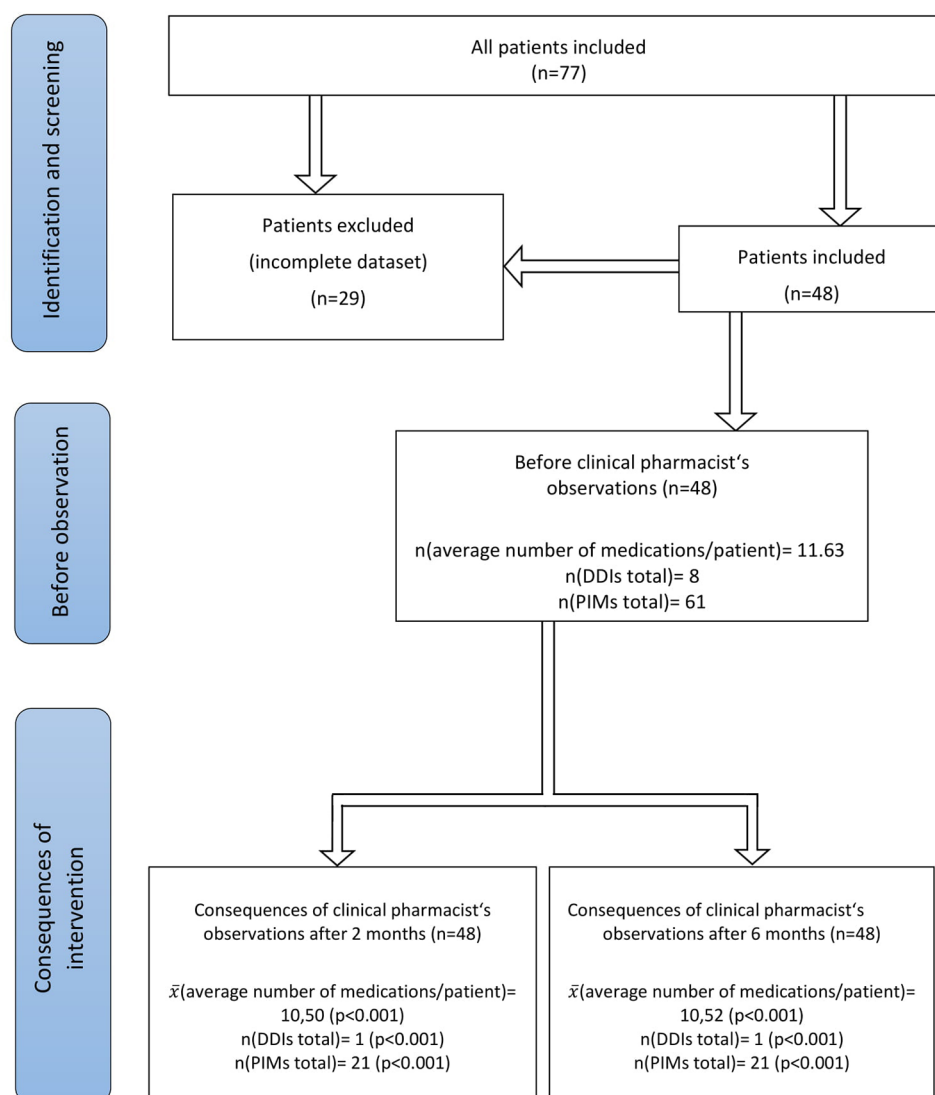 Identification and screening
All patients included
(n=77)
Patients excluded
(incomplete dataset)
(n=29)
Patients included
(n=48)
Before observation
Before clinical pharmacist‘s
observations (n=48)
n(average number of medications/patient)= 11.63
n(DDIs total)= 8
n(PIMs total)= 61
Consequences of
intervention
Consequences of clinical pharmacist‘s
observations after 2 months (n=48)
x̄(average number of medications/patient)=
10,50 (p<0.001)
n(DDIs total)= 1 (p<0.001)
n(PIMs total)= 21 (p<0.001)
Consequences of clinical pharmacist‘s
observations after 6 months (n=48)
x̄(average number of medications/patient)=
10,52 (p<0.001)
n(DDIs total)= 1 (p<0.001)
n(PIMs total)= 21 (p<0.001)